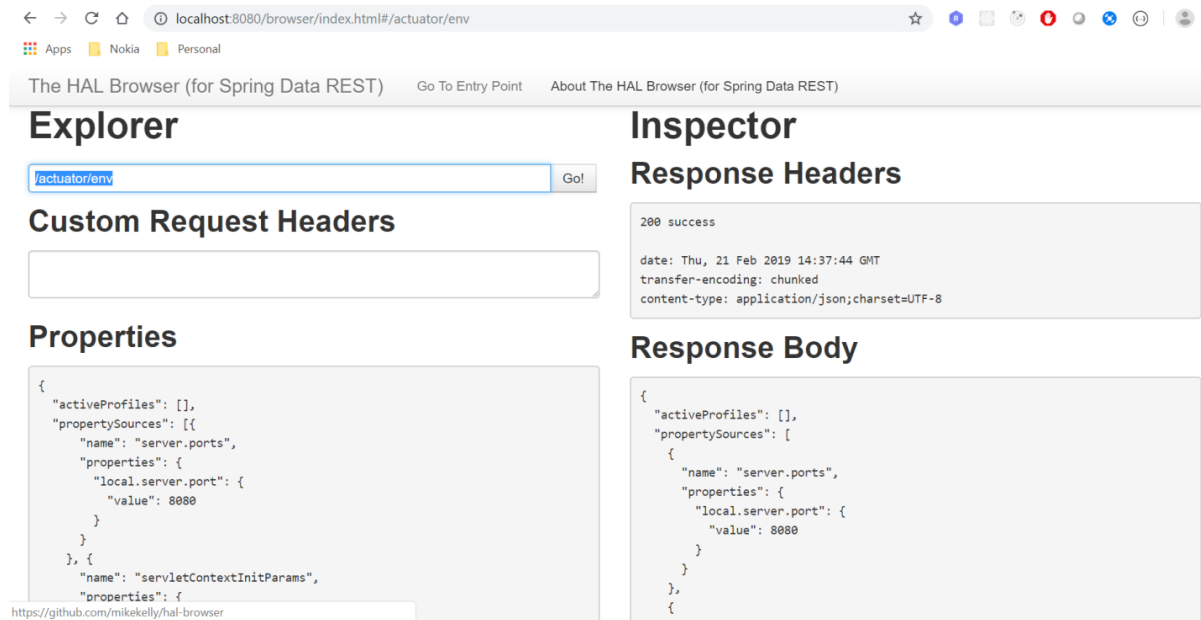 localhost:8080/browser/index.html#/actuator/env
Apps Nokia Personal
The HAL Browser (for Spring Data REST) Go To Entry Point About The HAL Browser (for Spring Data REST)
Explorer
/actuator/env Go!
Custom Request Headers
Properties
{
"activeProfiles": [],
"propertySources": [{
"name": "server.ports",
"properties": {
"local.server.port": {
"value": 8080
}
}
}, {
"name": "servletContextInitParams",
"properties": {
Inspector
Response Headers
200 success
date: Thu, 21 Feb 2019 14:37:44 GMT
transfer-encoding: chunked
content-type: application/json;charset=UTF-8
Response Body
{
"activeProfiles": [],
"propertySources": [
{
"name": "server.ports",
"properties": {
"local.server.port": {
"value": 8080
}
}
},
{
https://github.com/mikekelly/hal-browser